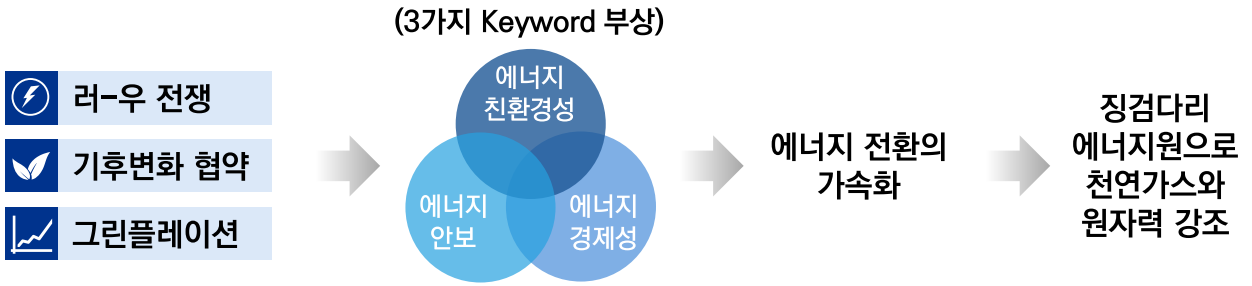 (3가지 Keyword 부상)
러-우 전쟁
기후변화 협약
그린플레이션
에너지
친환경성
에너지
안보
에너지
경제성
에너지 전환의
가속화
징검다리
에너지원으로
천연가스와
원자력 강조